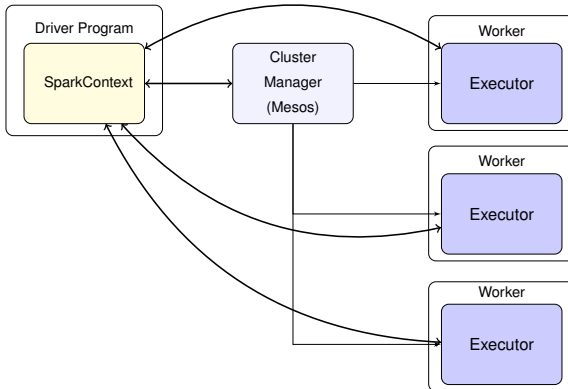 Driver Program
SparkContext
Cluster
Manager
(Mesos)
Worker
Executor
Worker
Executor
Worker
Executor